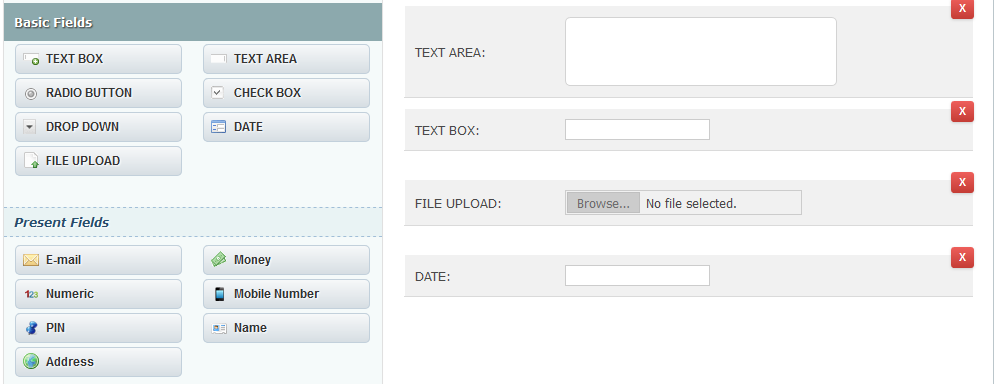 Basic Fields
TEXT BOX
TEXT AREA
RADIO BUTTON
CHECK BOX
DROP DOWN
DATE
FILE UPLOAD
Present Fields
E-mail
Money
123 Numeric
Mobile Number
PIN
Name
Address
X
TEXT AREA:
X
TEXT BOX:
X
FILE UPLOAD: Browse... No file selected.
X
DATE: